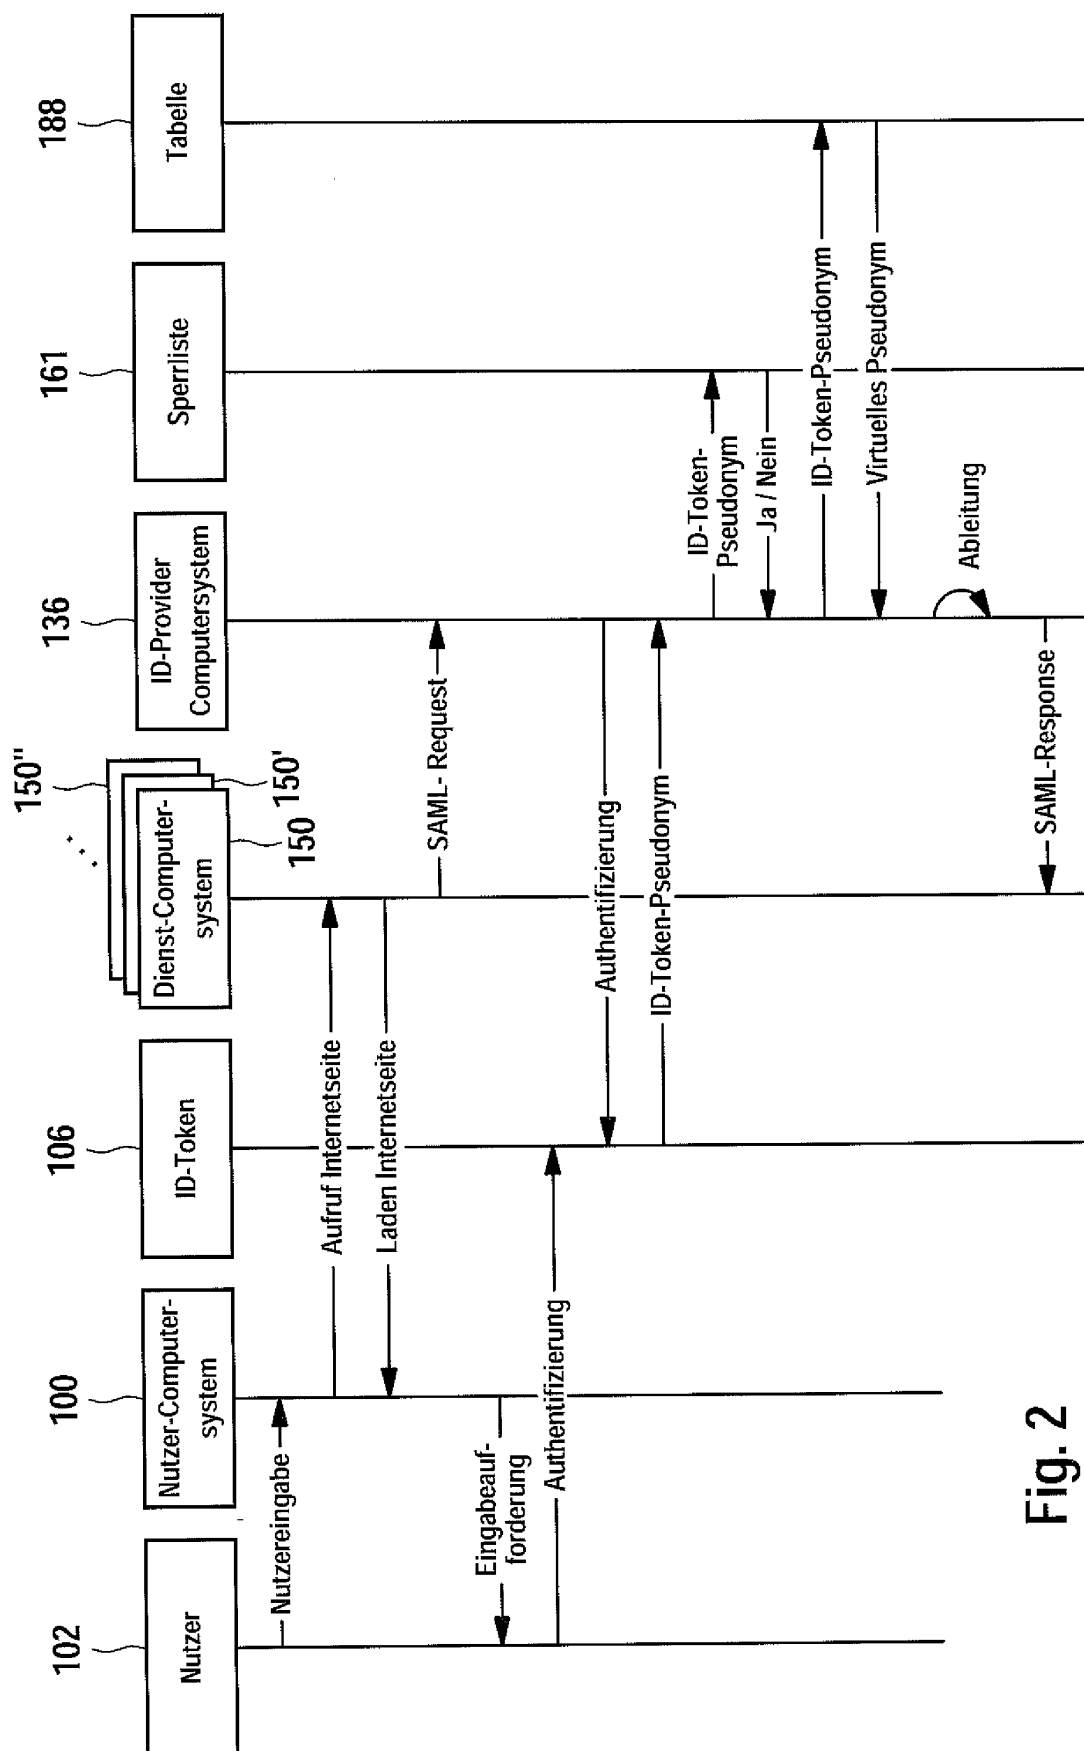 102
100
106
150''
150'
150
136
161
188
Nutzer
Nutzer-Computer-
system
ID-Token
Dienst-Computer-
system
ID-Provider
Computersystem
Sperrliste
Tabelle
Nutzereingabe
Aufruf Internetseite
Laden Internetseite
SAML- Request
Eingabeauf-
forderung
Authentifizierung
Authentifizierung
ID-Token-Pseudonym
ID-Token-
Pseudonym
Ja / Nein
ID-Token-Pseudonym
Virtuelles Pseudonym
Ableitung
SAML-Response
Fig. 2